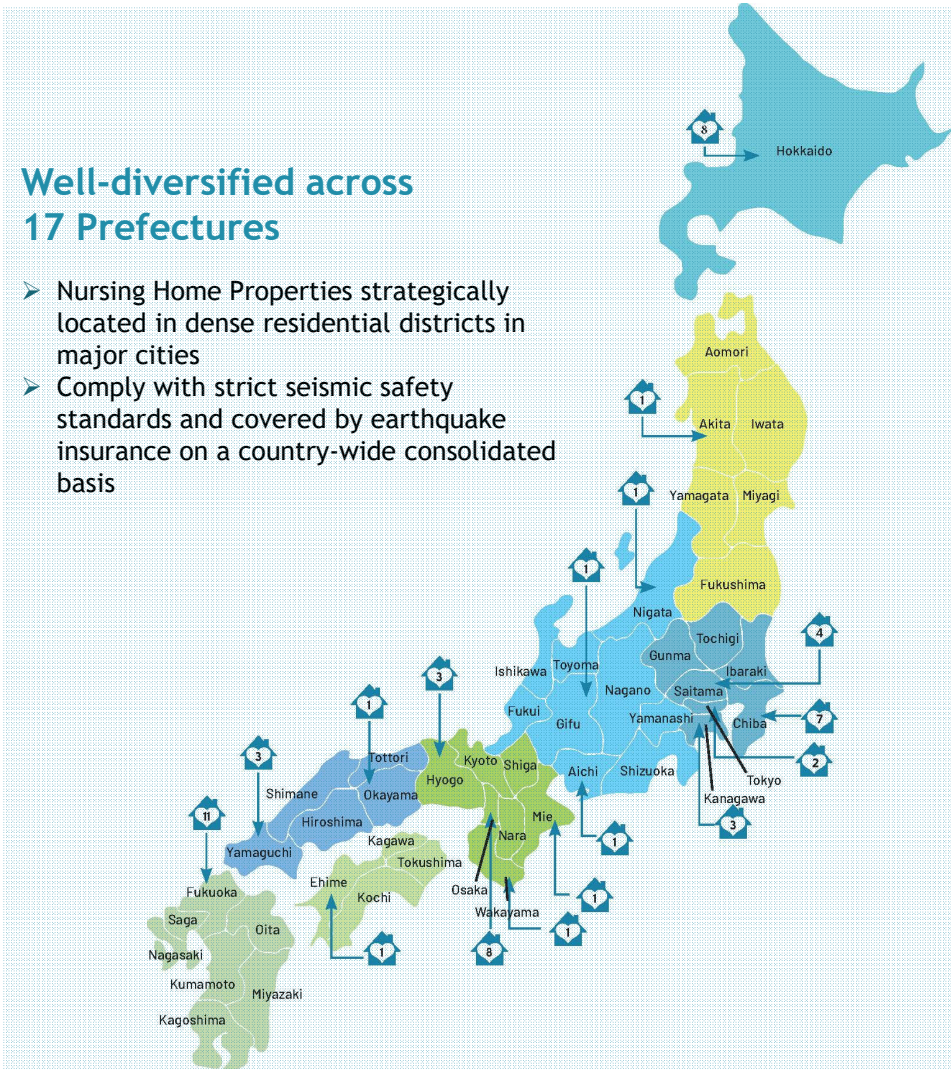 8
Hokkaido
Well-diversified across
17 Prefectures
➢ Nursing Home Properties strategically
located in dense residential districts in
major cities
➢ Comply with strict seismic safety
standards and covered by earthquake
insurance on a country-wide consolidated
basis
Aomori
1
Akita
Iwata
1
Yamagata
Miyagi
1
Fukushima
Nigata
4
Tochigi
Gunma
Ibaraki
3
Ishikawa
Toyoma
Nagano
Saitama
1
Fukui
Gifu
Yamanashi
Chiba
7
3
Tottori
Kyoto
Shiga
2
Hyogo
Aichi
Shizuoka
Tokyo
Shimane
Okayama
Kanagawa
11
Hiroshima
Mie
3
Kagawa
Nara
1
Yamaguchi
Tokushima
Ehime
Osaka
Fukuoka
Kochi
1
Saga
Wakayama
Oita
1
1
8
Nagasaki
Kumamoto
Miyazaki
Kagoshima